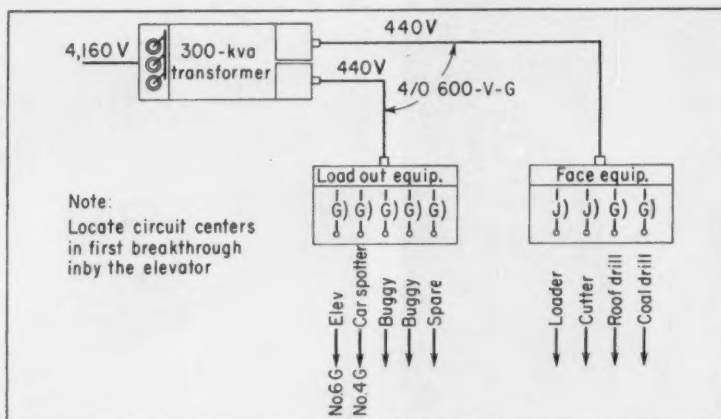 4,160 V
300-kva
transformer
440V
440V
4/0 600-V-G
Load out equip.
G) G) G) G) G)
Face equip.
J) J) G) G)
Note:
Locate circuit centers
in first breakthrough
inby the elevator
Elev
Car spotter
Buggy
Buggy
Spare
No.6 G
No.4 G
Loader
Cutter
Roof drill
Coal drill